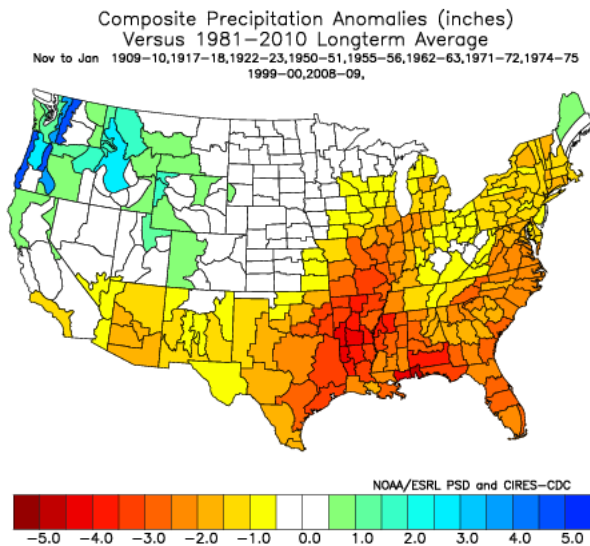 Composite Precipitation Anomalies (inches)
Versus 1981-2010 Longterm Average
Nov to Jan 1909-10,1917-18,1922-23,1950-51,1955-56,1962-63,1971-72,1974-75
1999-00,2008-09,
NOAA/ESRL PSD and CIRES-CDC
-5.0 -4.0 -3.0 -2.0 -1.0 0.0 1.0 2.0 3.0 4.0 5.0